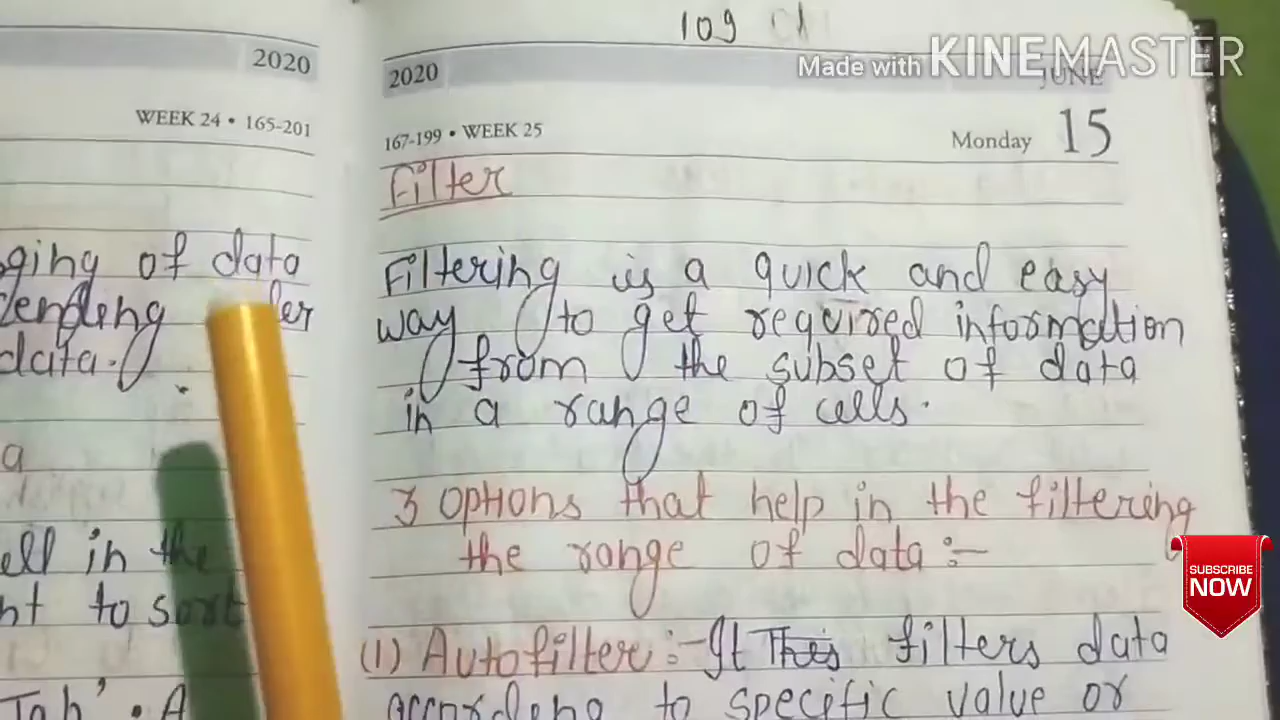 2020
WEEK 24 • 165-201
ging of data
data.
a
ell in the
nt to sort
Tab'. A
109
2020
JUNE
167-199 • WEEK 25
Monday 15
Filter
Filtering is a quick and easy
way to get required information
from the subset of data
in a range of cells.
3 options that help in the filtering
the range of data :-
(1) Autofilter :- It This filters data
according to specific value or
Made with KINEMASTER
SUBSCRIBE
NOW